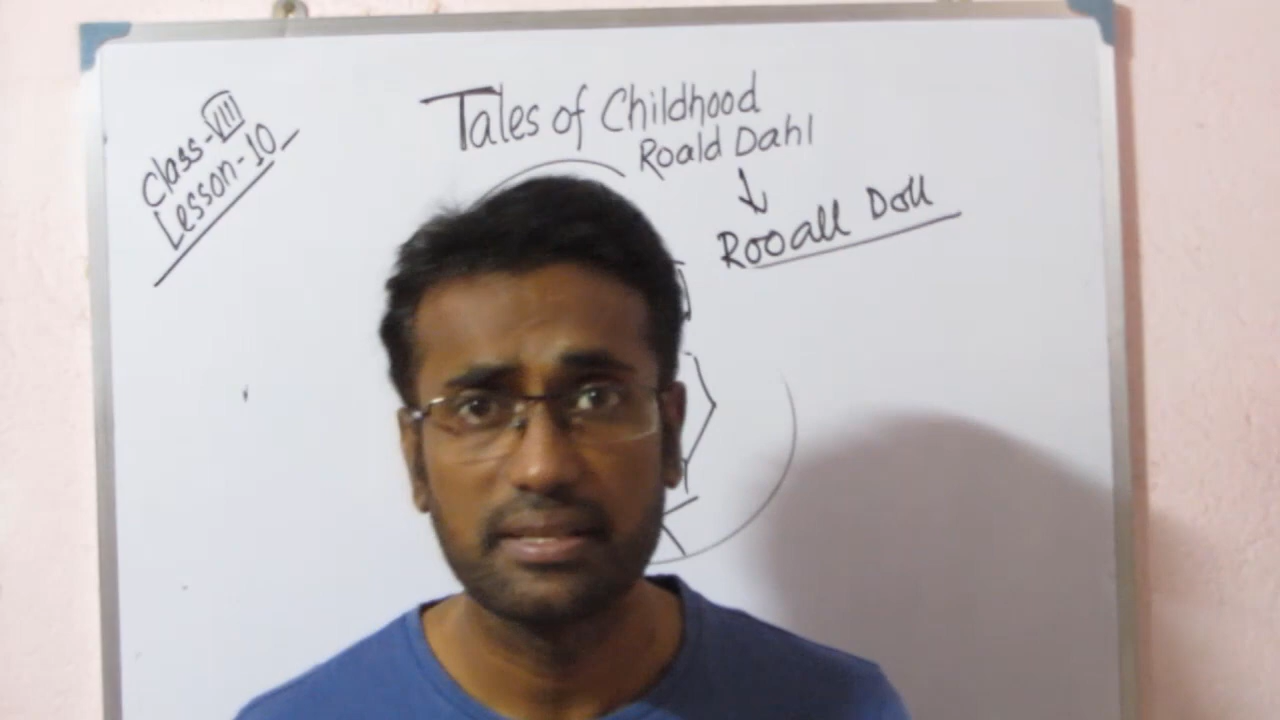 Class-VIII
Lesson-10
Tales of Childhood
Roald Dahl
Rooall Doll